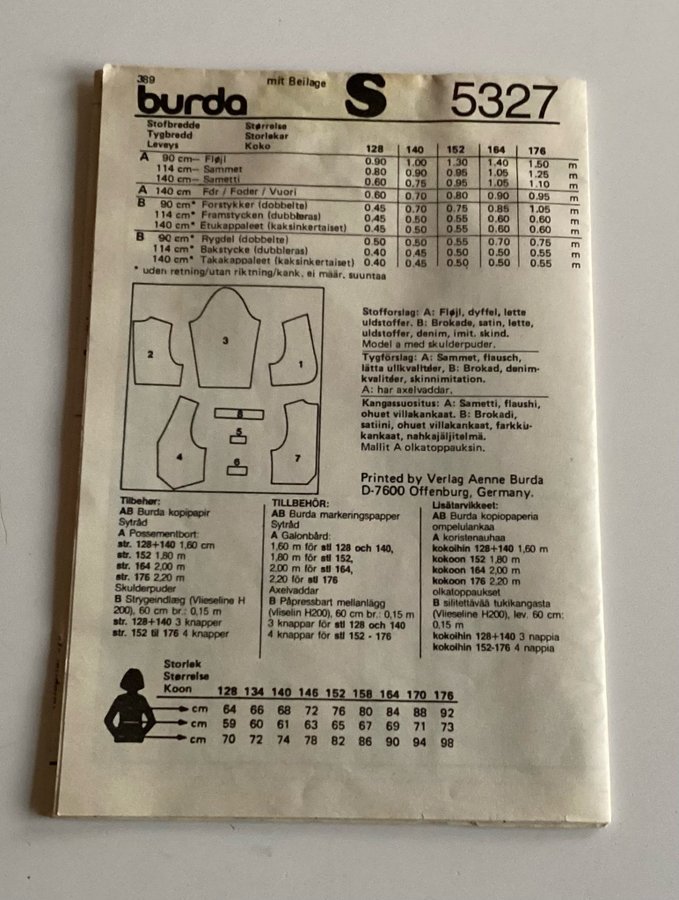 389
mit Beilage
S
5327
burda
Stofbredde Størrelse
Tygbredd Storlekar
Leveys Koko 128 140 152 164 176
A 90 cm— Fløjl 0.90 1.00 1.30 1.40 1.50 m
114 cm— Sammet 0.80 0.90 0.95 1.05 1.25 m
140 cm— Sametti 0.60 0.75 0.95 1.05 1.10 m
A 140 cm För / Foder / Vuori 0.60 0.70 0.80 0.90 0.95 m
B 90 cm* Forstykker (dobbelte) 0.45 0.70 0.75 0.85 1.05 m
114 cm* Framstycken (dubbleras) 0.45 0.50 0.55 0.60 0.60 m
140 cm* Etukappaleet (kaksinkertaiset) 0.45 0.50 0.55 0.60 0.60 m
B 90 cm* Rygdel (dobbelte) 0.50 0.50 0.55 0.70 0.75 m
114 cm* Bakstycke (dubbleras) 0.40 0.45 0.50 0.50 0.55 m
140 cm* Takakappaleet (kaksinkertaiset) 0.40 0.45 0.50 0.50 0.55 m
* uden retning/utan riktning/kank. ei määr. suuntaa
2
3
1
4
8
5
6
7
Stofforslag: A: Fløjl, dyffel, lette
uldstoffer. B: Brokade, satin, lette,
uldstoffer, denim, imit. skind.
Model a med skulderpuder.
Tygförslag: A: Sammet, flausch,
lätta ullkvalitéer, B: Brokad, denim-
kvalitéer, skinnimitation.
A: har axelvaddar.
Kangassuositus: A: Sametti, flaushi,
ohuet villakankaat. B: Brokadi,
satiini, ohuet villakankaat, farkku-
kankaat, nahkajäljitelmä.
Mallit A olkatoppauksin.
Printed by Verlag Aenne Burda
D-7600 Offenburg, Germany.
Tilbehør:
AB Burda kopipapir
Sytråd
A Possementbort:
str. 128+140 1,60 cm
str. 152 1,80 m
str. 164 2,00 m
str. 176 2,20 m
Skulderpuder
B Strygeindlæg (Vlieseline H
200), 60 cm br.: 0,15 m
str. 128+140 3 knapper
str. 152 til 176 4 knapper
TILLBEHÖR:
AB Burda markeringspapper
Sytråd
A Galonbård:
1,60 m för stl 128 och 140,
1,80 m för stl 152,
2,00 m för stl 164,
2,20 för stl 176
Axelvaddar
B Påpressbart mellanlägg
(Vliselin H200), 60 cm br.: 0,15 m
3 knappar för stl 128 och 140
4 knappar för stl 152 - 176
Lisätarvikkeet:
AB Burda kopiopaperia
ompelulankaa
A koristenauhaa
kokoihin 128+140 1,60 m
kokoon 152 1,80 m
kokoon 164 2,00 m
kokoon 176 2,20 m
olkatoppaukset
B silitettävää tukikangasta
(Vlieseline H200), lev. 60 cm:
0,15 m
kokoihin 128+140 3 nappia
kokoihin 152-176 4 nappia
Storlek
Størrelse
Koon 128 134 140 146 152 158 164 170 176
cm 64 66 68 72 76 80 84 88 92
cm 59 60 61 63 65 67 69 71 73
cm 70 72 74 78 82 86 90 94 98